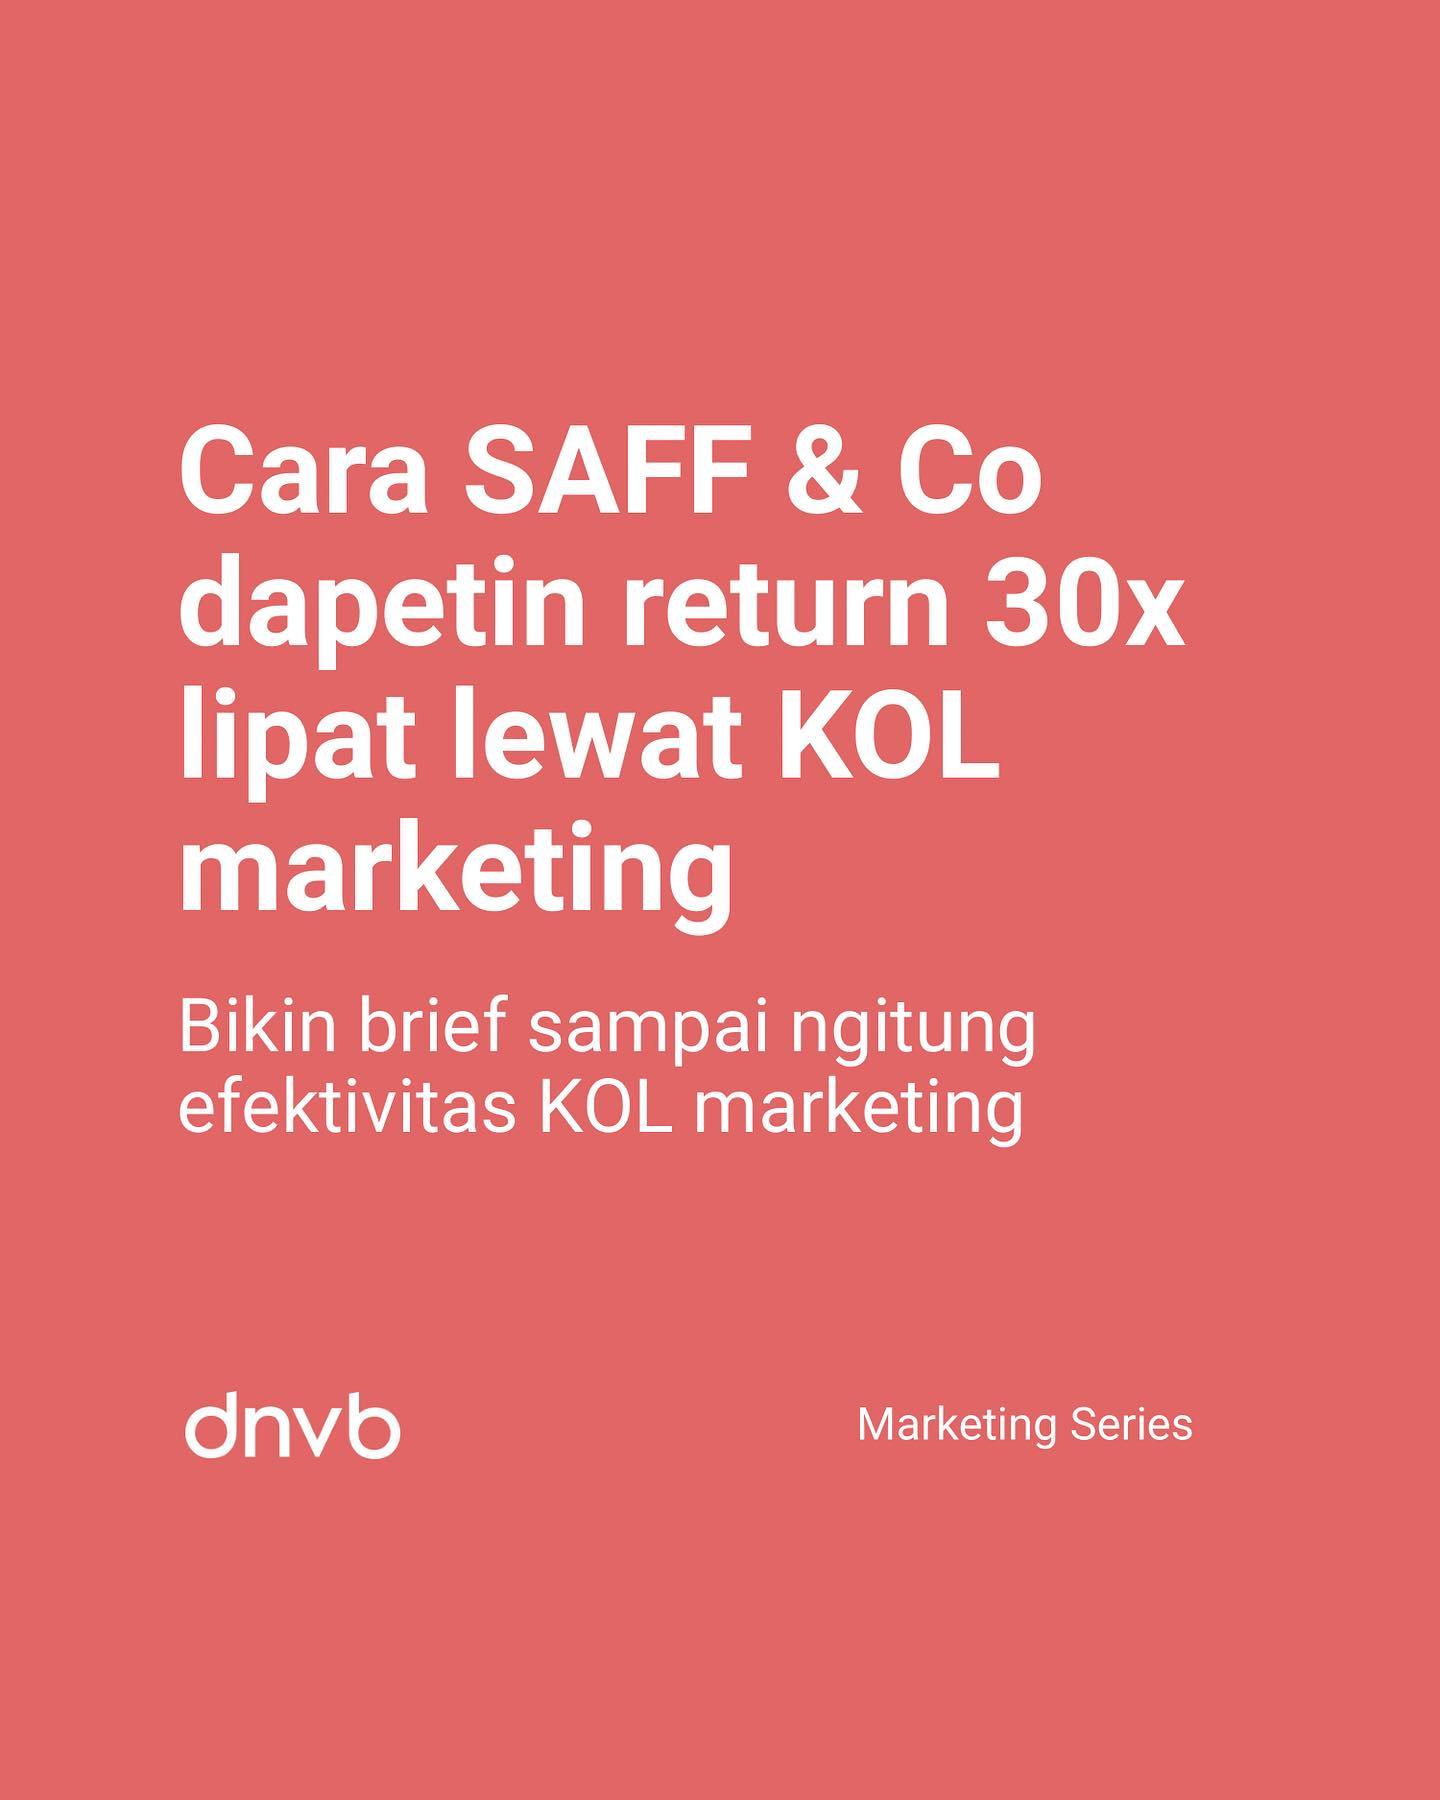 Cara SAFF & Co
dapetin return 30x
lipat lewat KOL
marketing
Bikin brief sampai ngitung
efektivitas KOL marketing
dnvb
Marketing Series